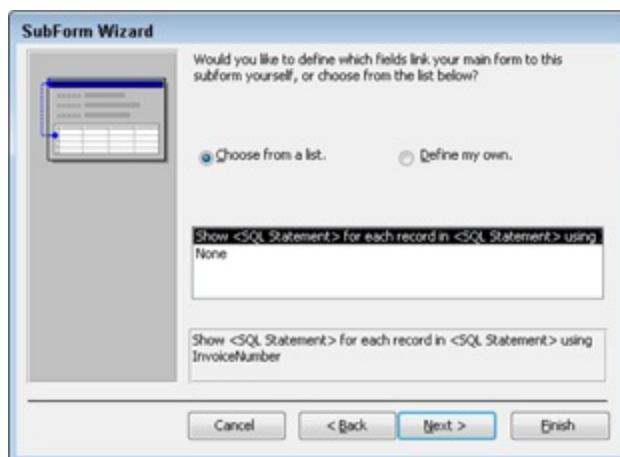 SubForm Wizard
Would you like to define which fields link your main form to this
subform yourself, or choose from the list below?
Choose from a list.
Define my own.
Show <SQL Statement> for each record in <SQL Statement> using
None
Show <SQL Statement> for each record in <SQL Statement> using
InvoiceNumber
Cancel
< Back
Next >
Finish